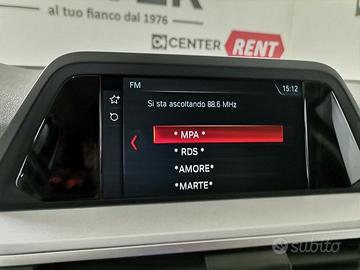 al tuo fianco dal 1976
CENTER RENT
FM
15:12
Si sta ascoltando 88.6 MHz
* MPA *
* RDS *
*AMORE*
*MARTE*
subito